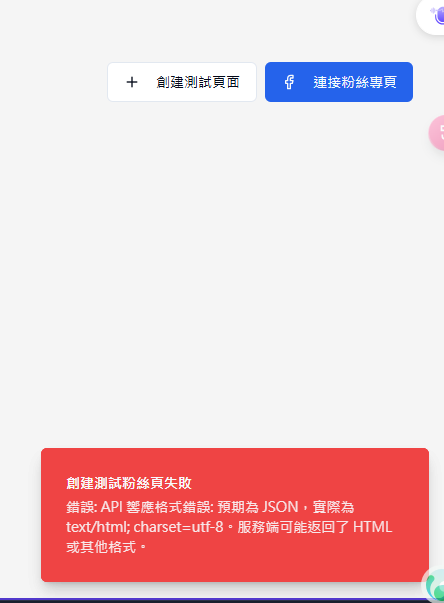 創建測試頁面
連接粉絲專頁
創建測試粉絲頁失敗
錯誤: API 響應格式錯誤: 預期為 JSON，實際為
text/html; charset=utf-8。服務端可能返回了 HTML
或其他格式。